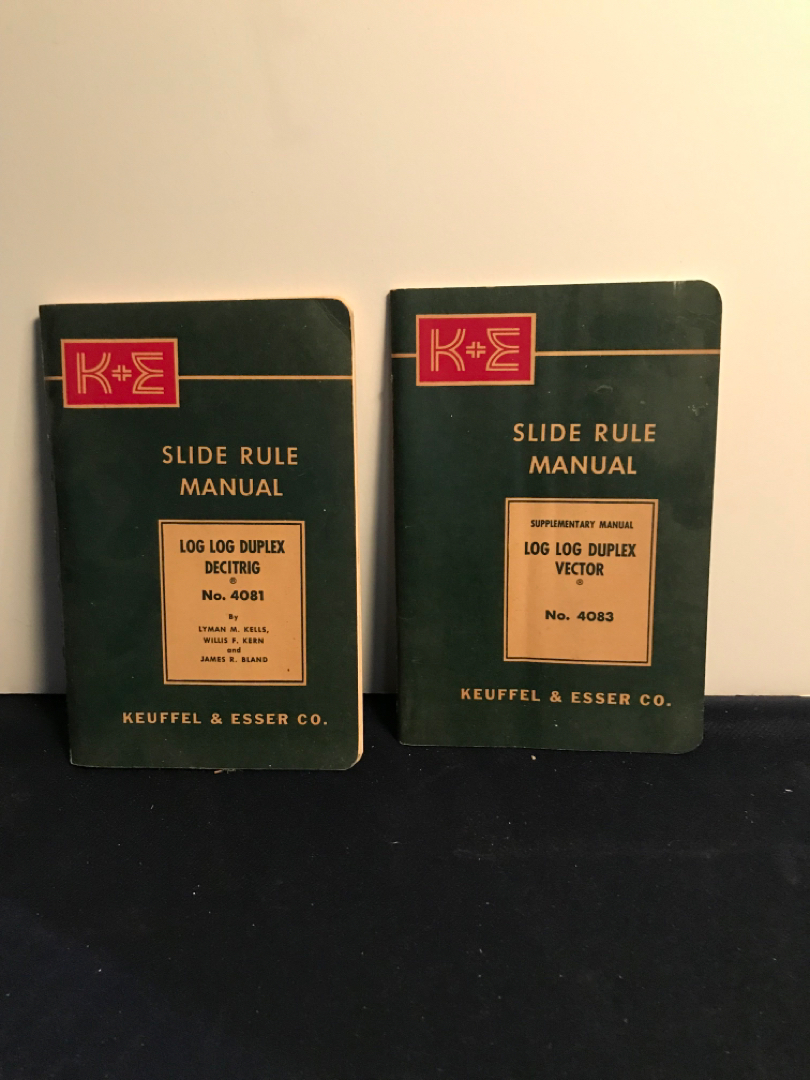 K+E
SLIDE RULE
MANUAL
LOG LOG DUPLEX
DECITRIG
®
No. 4081
By
LYMAN M. KELLS,
WILLIS F. KERN
and
JAMES R. BLAND
KEUFFEL & ESSER CO.
K+E
SLIDE RULE
MANUAL
SUPPLEMENTARY MANUAL
LOG LOG DUPLEX
VECTOR
®
No. 4083
KEUFFEL & ESSER CO.